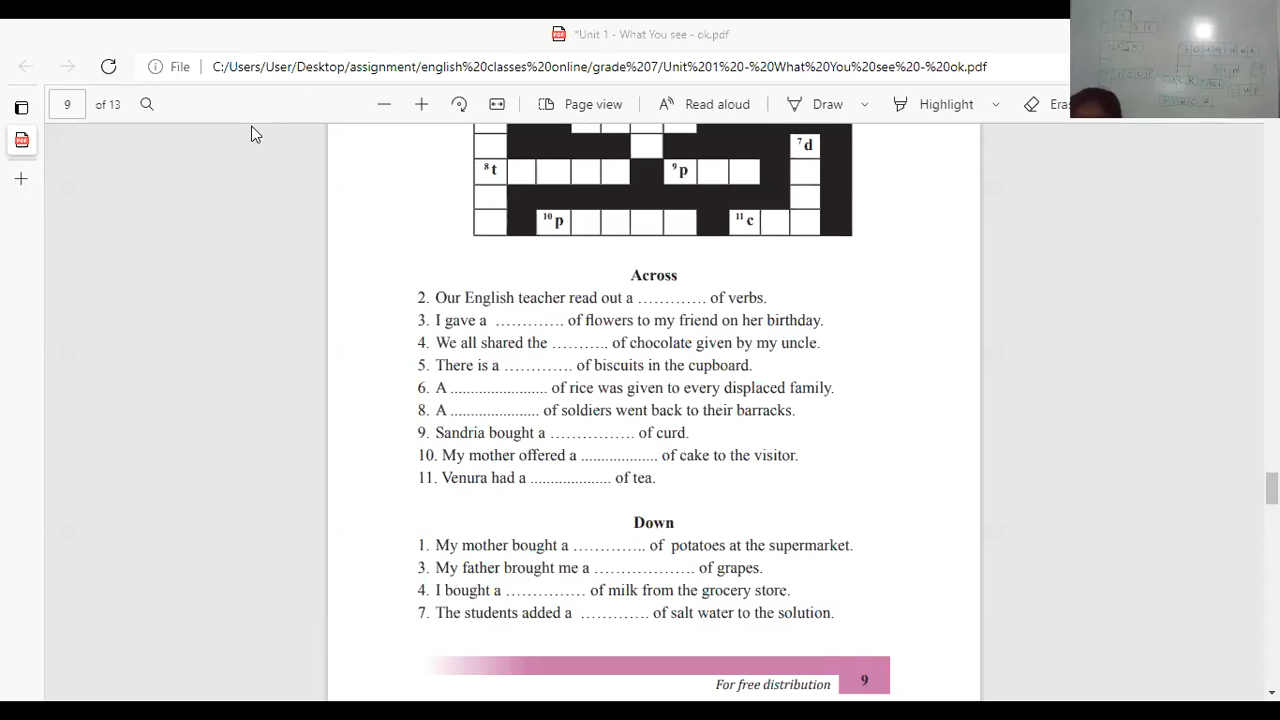 *Unit 1 - What You see - ok.pdf
File C:/Users/User/Desktop/assignment/english%20classes%20online/grade%207/Unit%201%20-%20What%20You%20see%20-%20ok.pdf
9 of 13 Page view Read aloud Draw Highlight Era
7 d
8 t 9 p
10 p 11 c
Across
2. Our English teacher read out a …………. of verbs.
3. I gave a …………. of flowers to my friend on her birthday.
4. We all shared the ……….. of chocolate given by my uncle.
5. There is a …………. of biscuits in the cupboard.
6. A ........................ of rice was given to every displaced family.
8. A ...................... of soldiers went back to their barracks.
9. Sandria bought a ……………. of curd.
10. My mother offered a ................... of cake to the visitor.
11. Venura had a .................... of tea.
Down
1. My mother bought a ………….. of potatoes at the supermarket.
3. My father brought me a ………………. of grapes.
4. I bought a …………… of milk from the grocery store.
7. The students added a …………. of salt water to the solution.
For free distribution 9